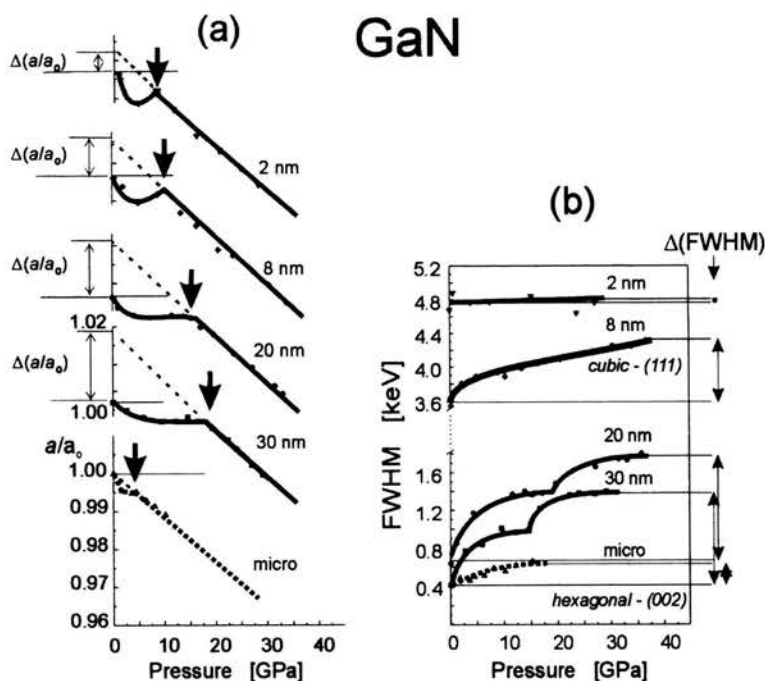 GaN
(a)
Δ(a/a₀)
2 nm
Δ(a/a₀)
8 nm
Δ(a/a₀)
20 nm
1.02
Δ(a/a₀)
30 nm
1.00
a/a₀
1.00
0.99
0.98
micro
0.97
0.96
0 10 20 30 40
Pressure [GPa]
(b)
Δ(FWHM)
5.2
2 nm
4.8
8 nm
4.4
cubic - (111)
4.0
3.6
FWHM [keV]
20 nm
1.6
30 nm
1.2
micro
0.8
0.4
hexagonal - (002)
0 10 20 30 40
Pressure [GPa]